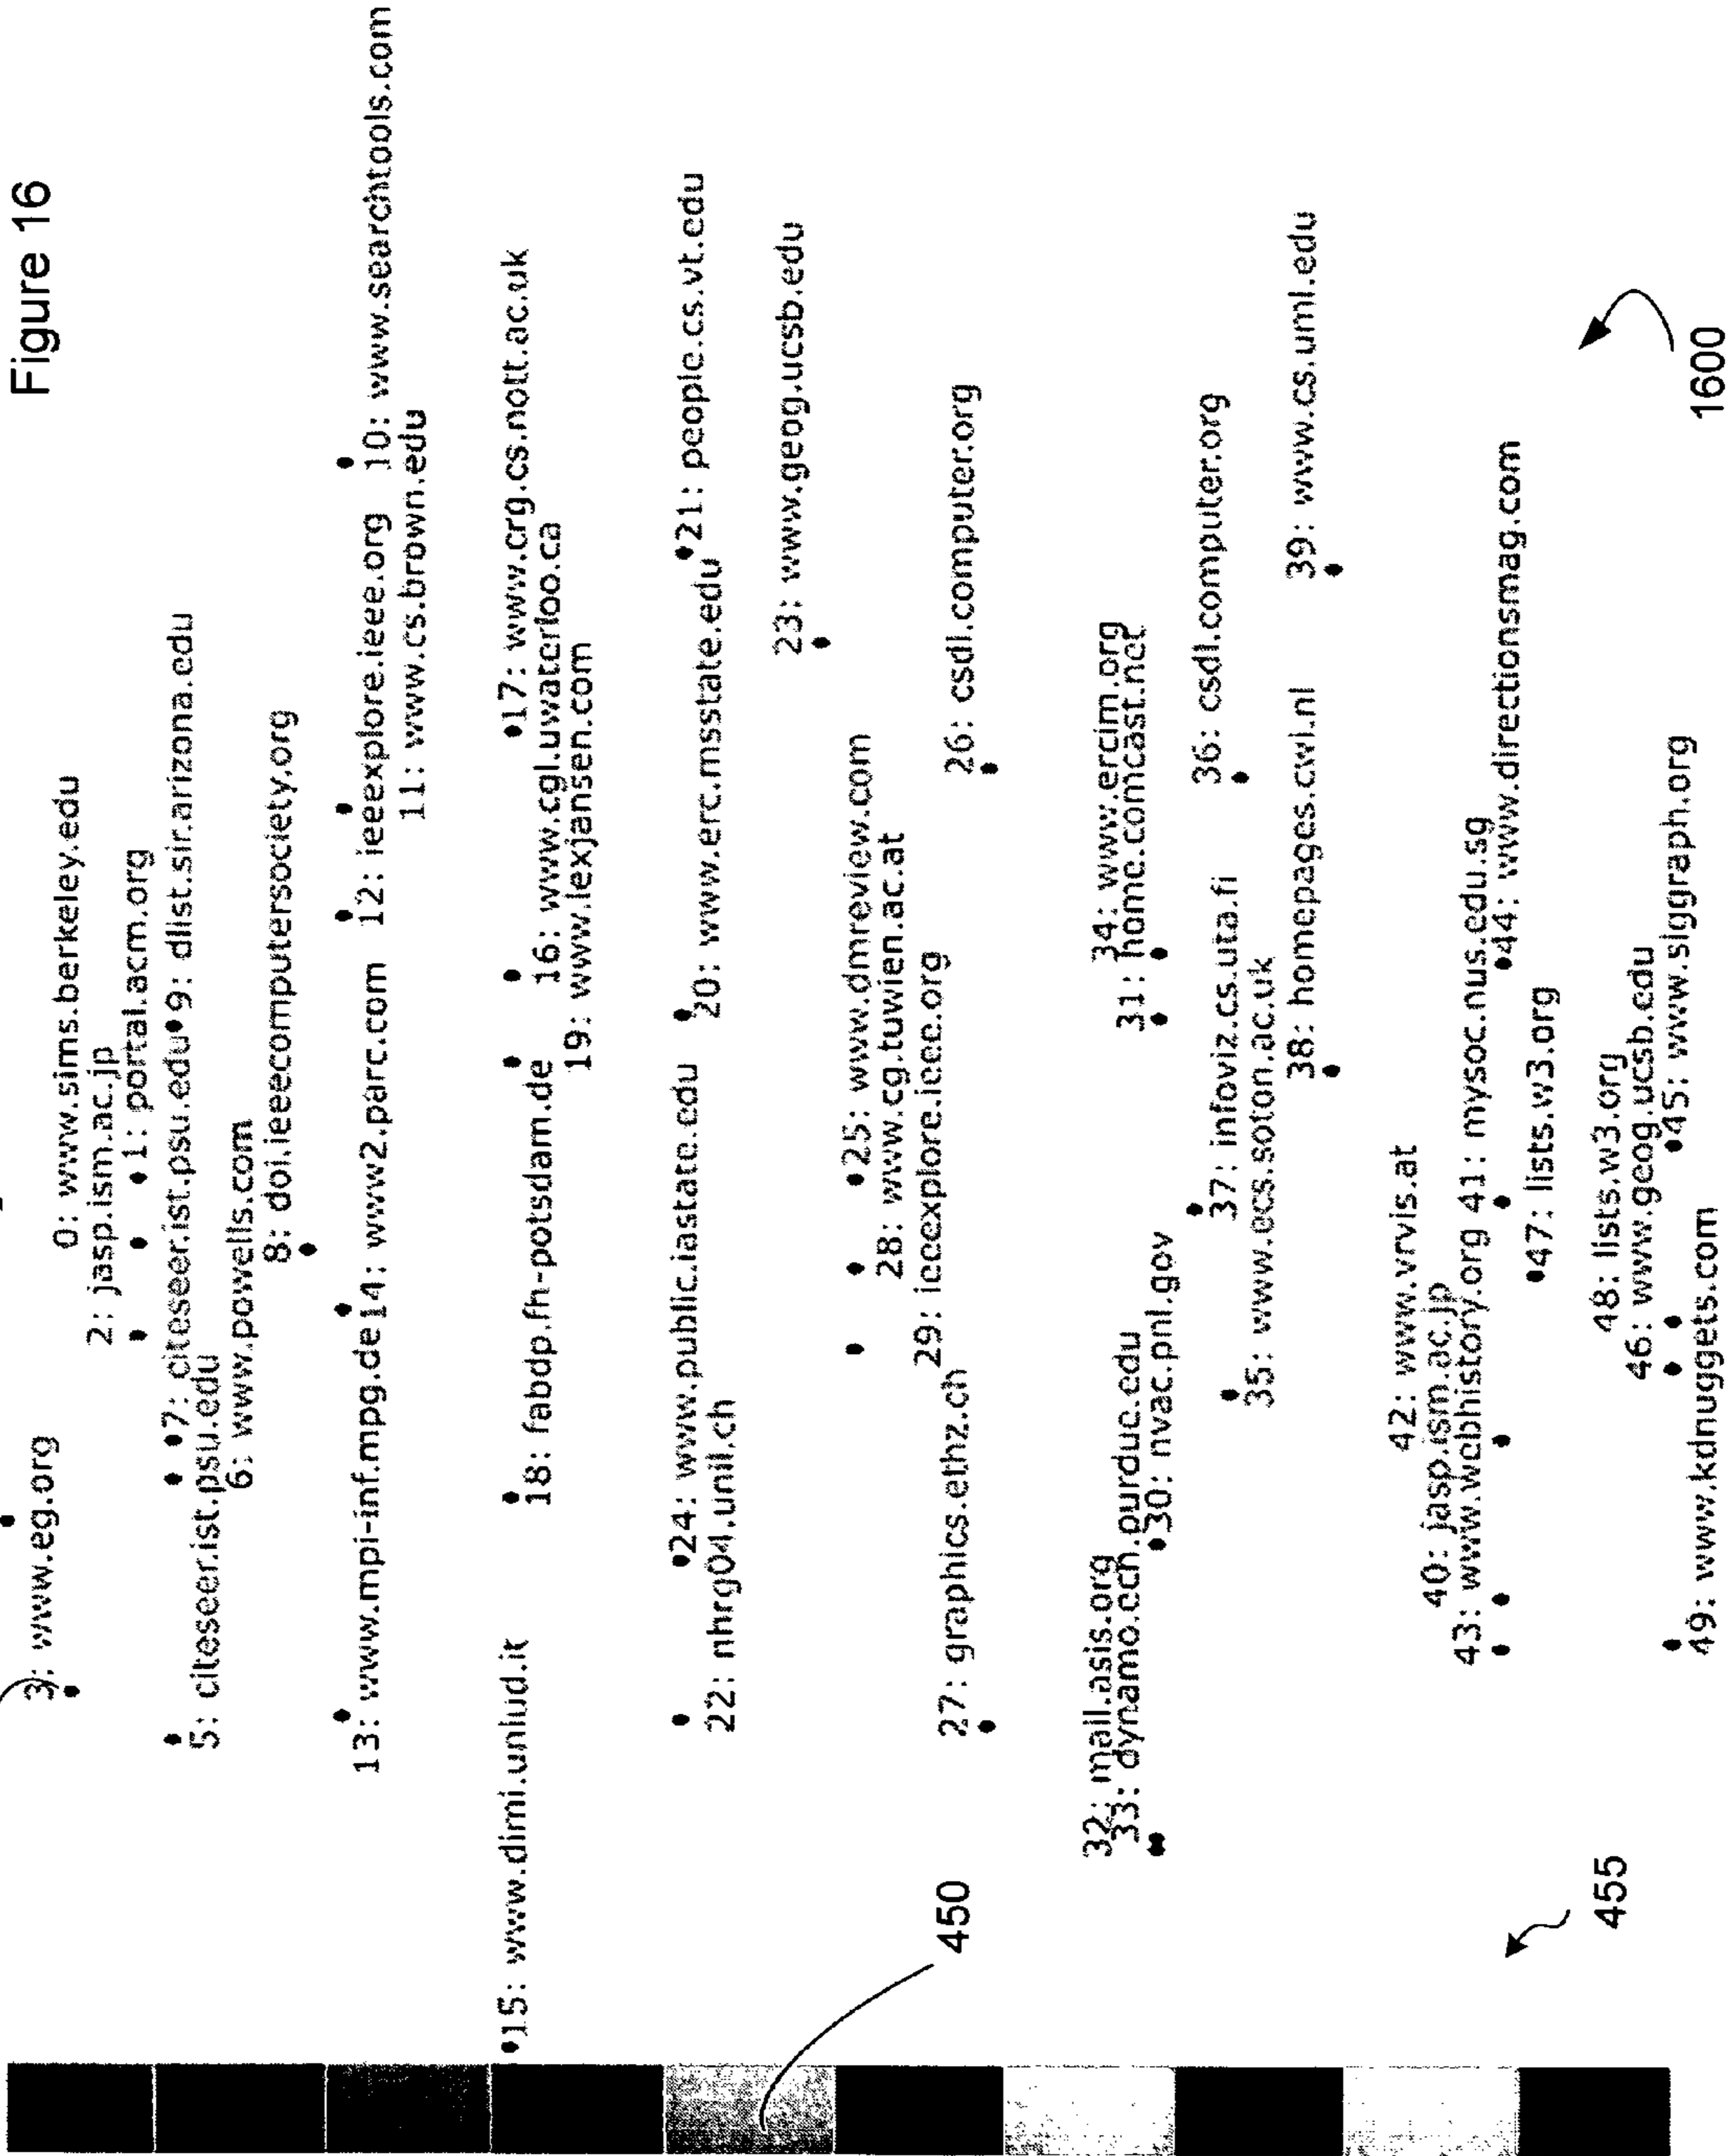 Figure 16
3: www.eg.org
0: www.sims.berkeley.edu
2: jasp.ism.ac.jp
1: portal.acm.org
7: citeseer.ist.psu.edu
9: dlist.sir.arizona.edu
5: citeseer.ist.psu.edu
6: www.powells.com
8: doi.ieeecomputersociety.org
13: www.mpi-inf.mpg.de
14: www2.parc.com
12: ieeexplore.ieee.org
10: www.searchtools.com
11: www.cs.brown.edu
15: www.dimi.uniud.it
18: fabdp.fh-potsdam.de
17: www.crg.cs.nott.ac.uk
16: www.cgl.uwaterloo.ca
19: www.lexjansen.com
24: www.public.iastate.edu
20: www.erc.msstate.edu
21: people.cs.vt.edu
22: nhrg04.unil.ch
23: www.geog.ucsb.edu
25: www.dmreview.com
28: www.cg.tuwien.ac.at
29: ieeexplore.ieee.org
27: graphics.ethz.ch
26: csdl.computer.org
32: mail.asis.org
33: dynamo.ecn.purdue.edu
30: nvac.pnl.gov
34: www.ercim.org
31: home.comcast.net
37: infoviz.cs.uta.fi
36: csdl.computer.org
35: www.ecs.soton.ac.uk
38: homepages.cwi.nl
39: www.cs.uml.edu
42: www.vrvis.at
40: jasp.ism.ac.jp
43: www.webhistory.org
41: mysoc.nus.edu.sg
44: www.directionsmag.com
47: lists.w3.org
48: lists.w3.org
46: www.geog.ucsb.edu
45: www.siggraph.org
49: www.kdnuggets.com
450
455
1600